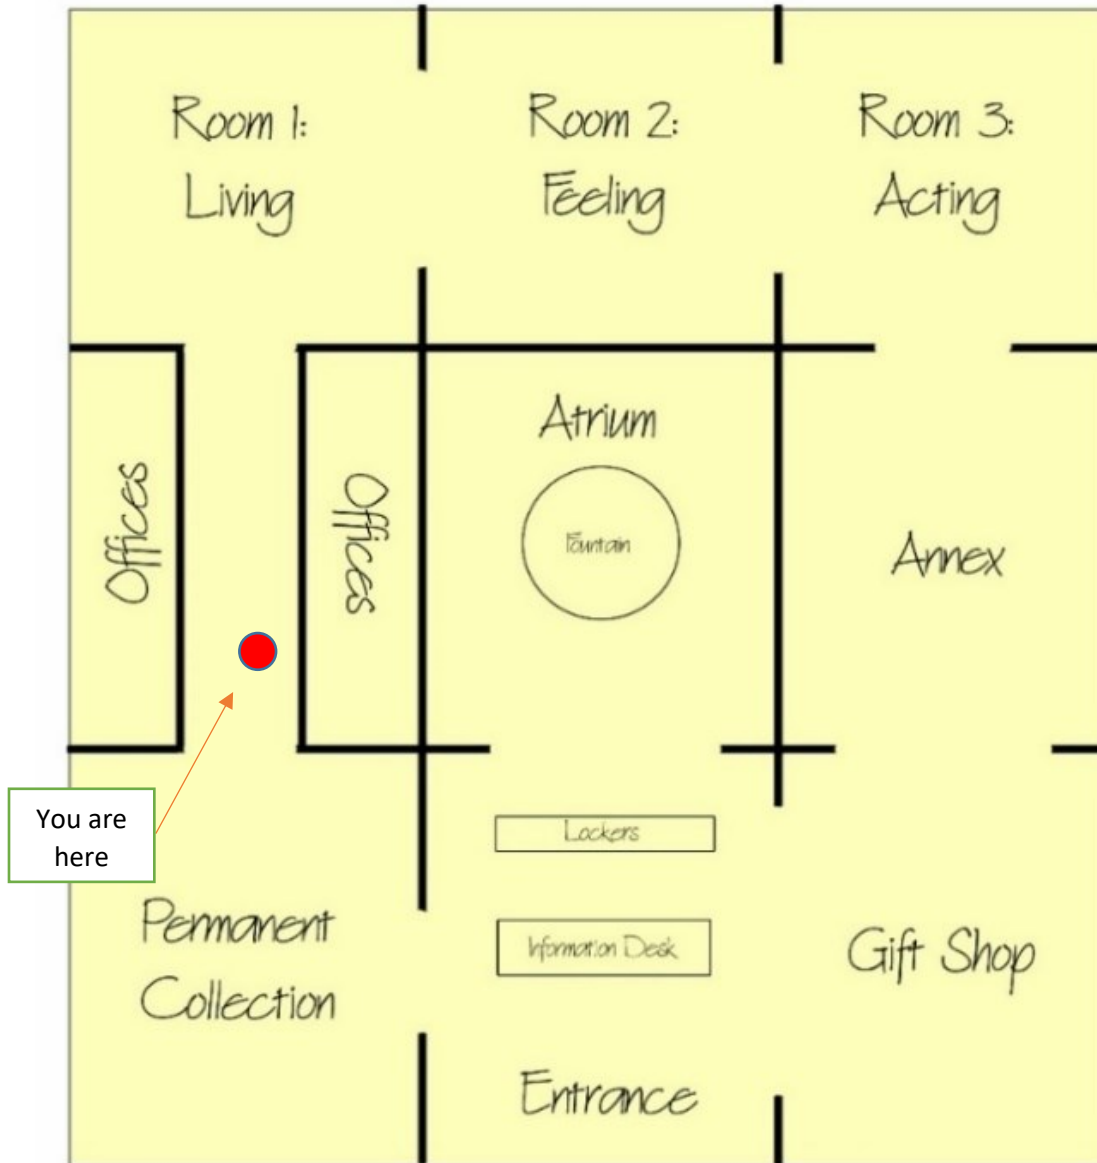 Room 1:
Living
Room 2:
Feeling
Room 3:
Acting
Offices
Offices
Atrium
Fountain
Annex
You are
here
Lockers
Permanent
Collection
Information Desk
Gift Shop
Entrance